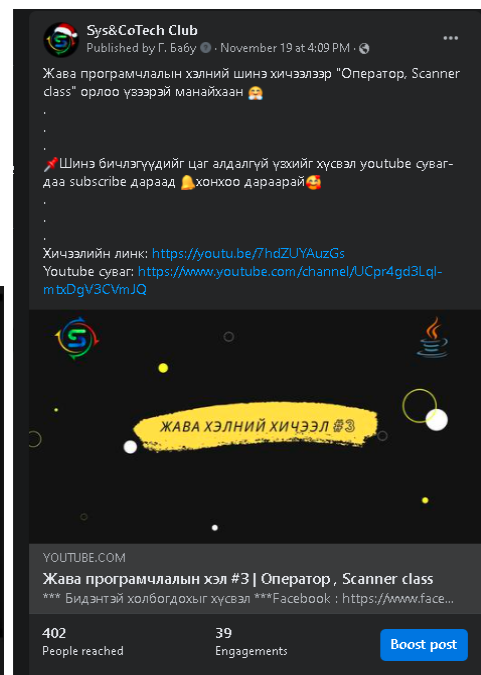 Sys&CoTech Club
Published by Г. Бабу · November 19 at 4:09 PM ·
Жава програмчлалын хэлний шинэ хичээлээр "Оператор, Scanner
class" орлоо үзээрэй манайхаан 🤗
.
.
.
📌Шинэ бичлэгүүдийг цаг алдалгүй үзхийг хүсвэл youtube суваг-
даа subscribe дараад 🔔хонхоо дараарай🥰
.
.
.
Хичээлийн линк: https://youtu.be/7hdZUYAuzGs
Youtube суваг: https://www.youtube.com/channel/UCpr4gd3LqI-
mtxDgV3CVmJQ
ЖАВА ХЭЛНИЙ ХИЧЭЭЛ #3
YOUTUBE.COM
Жава програмчлалын хэл #3 | Оператор , Scanner class
*** Бидэнтэй холбогдохыг хүсвэл ***Facebook : https://www.face...
402
People reached
39
Engagements
Boost post